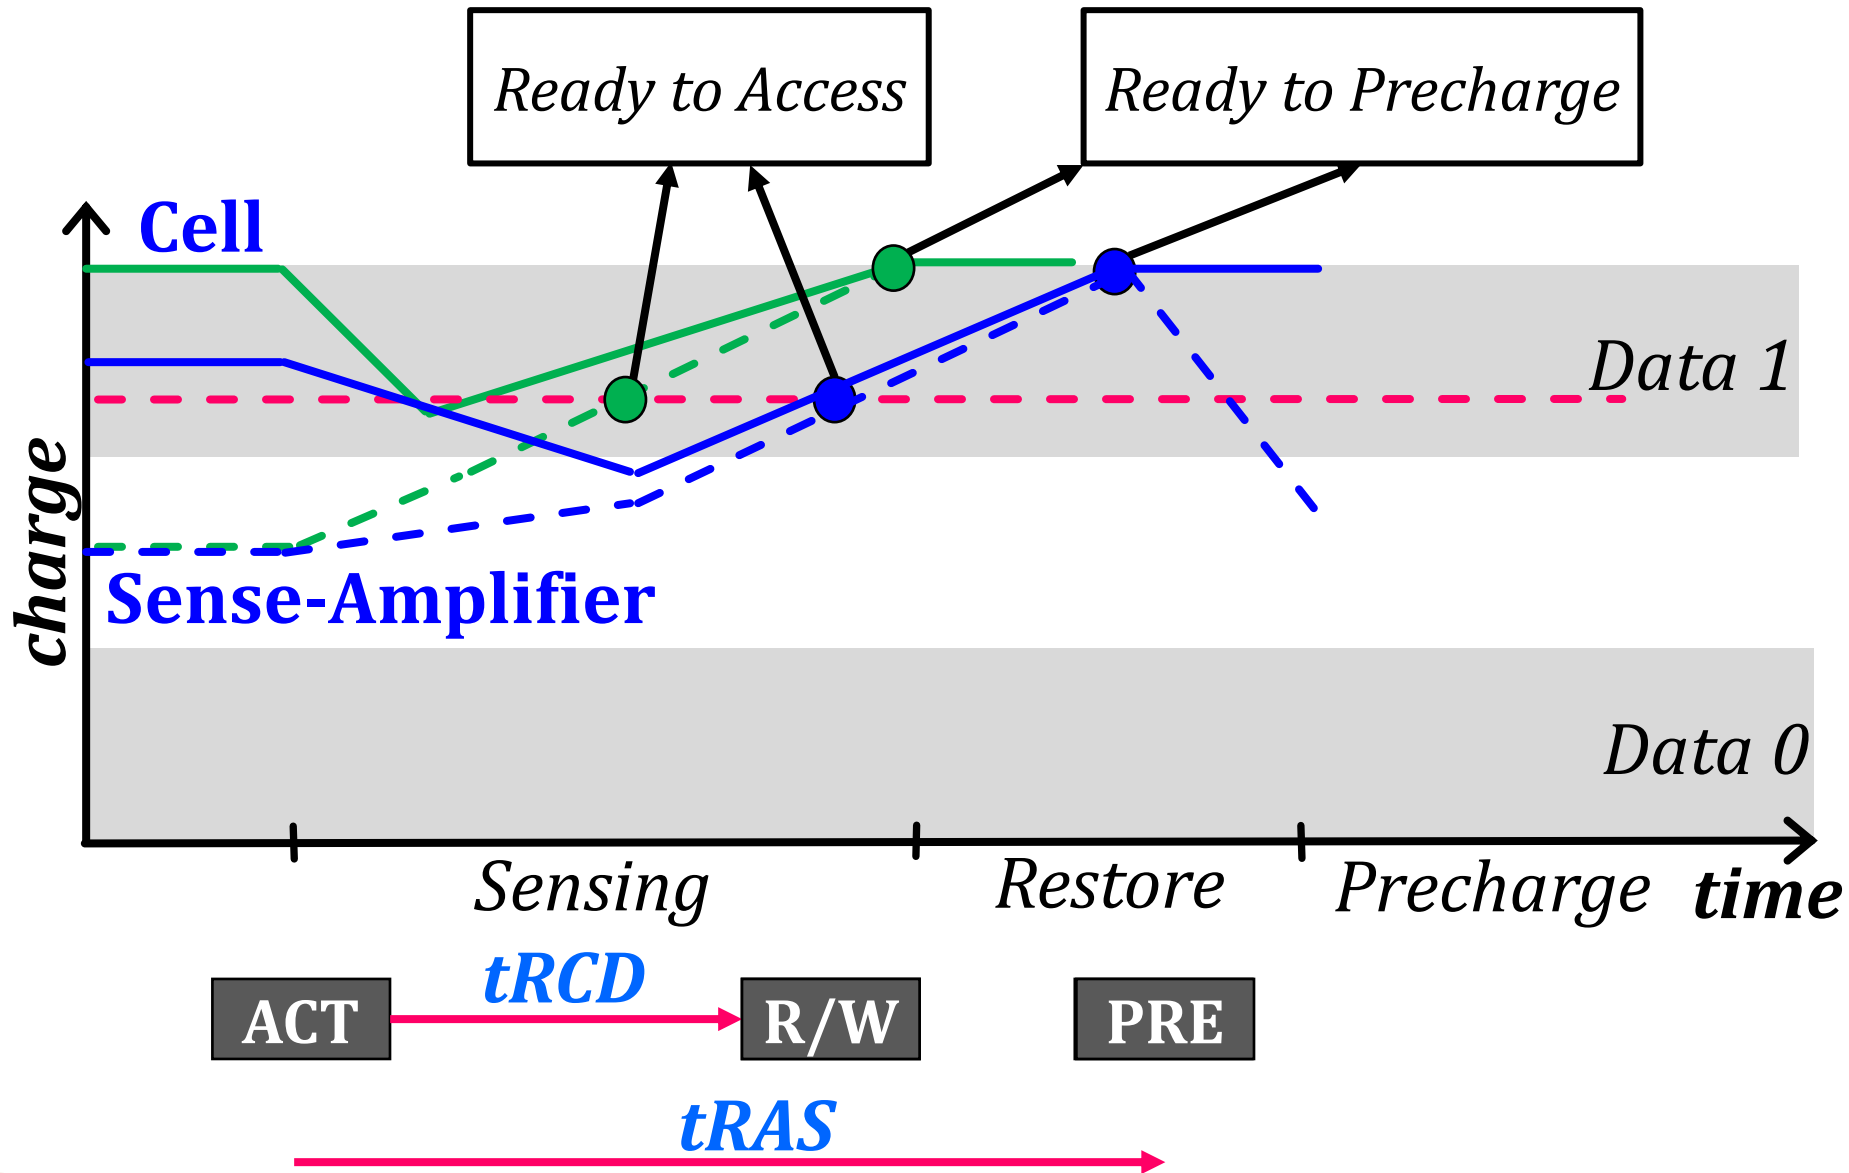 Ready to Access
Ready to Precharge
Cell
Data 1
charge
Sense-Amplifier
Data 0
Sensing
Restore
Precharge
time
tRCD
ACT
R/W
PRE
tRAS